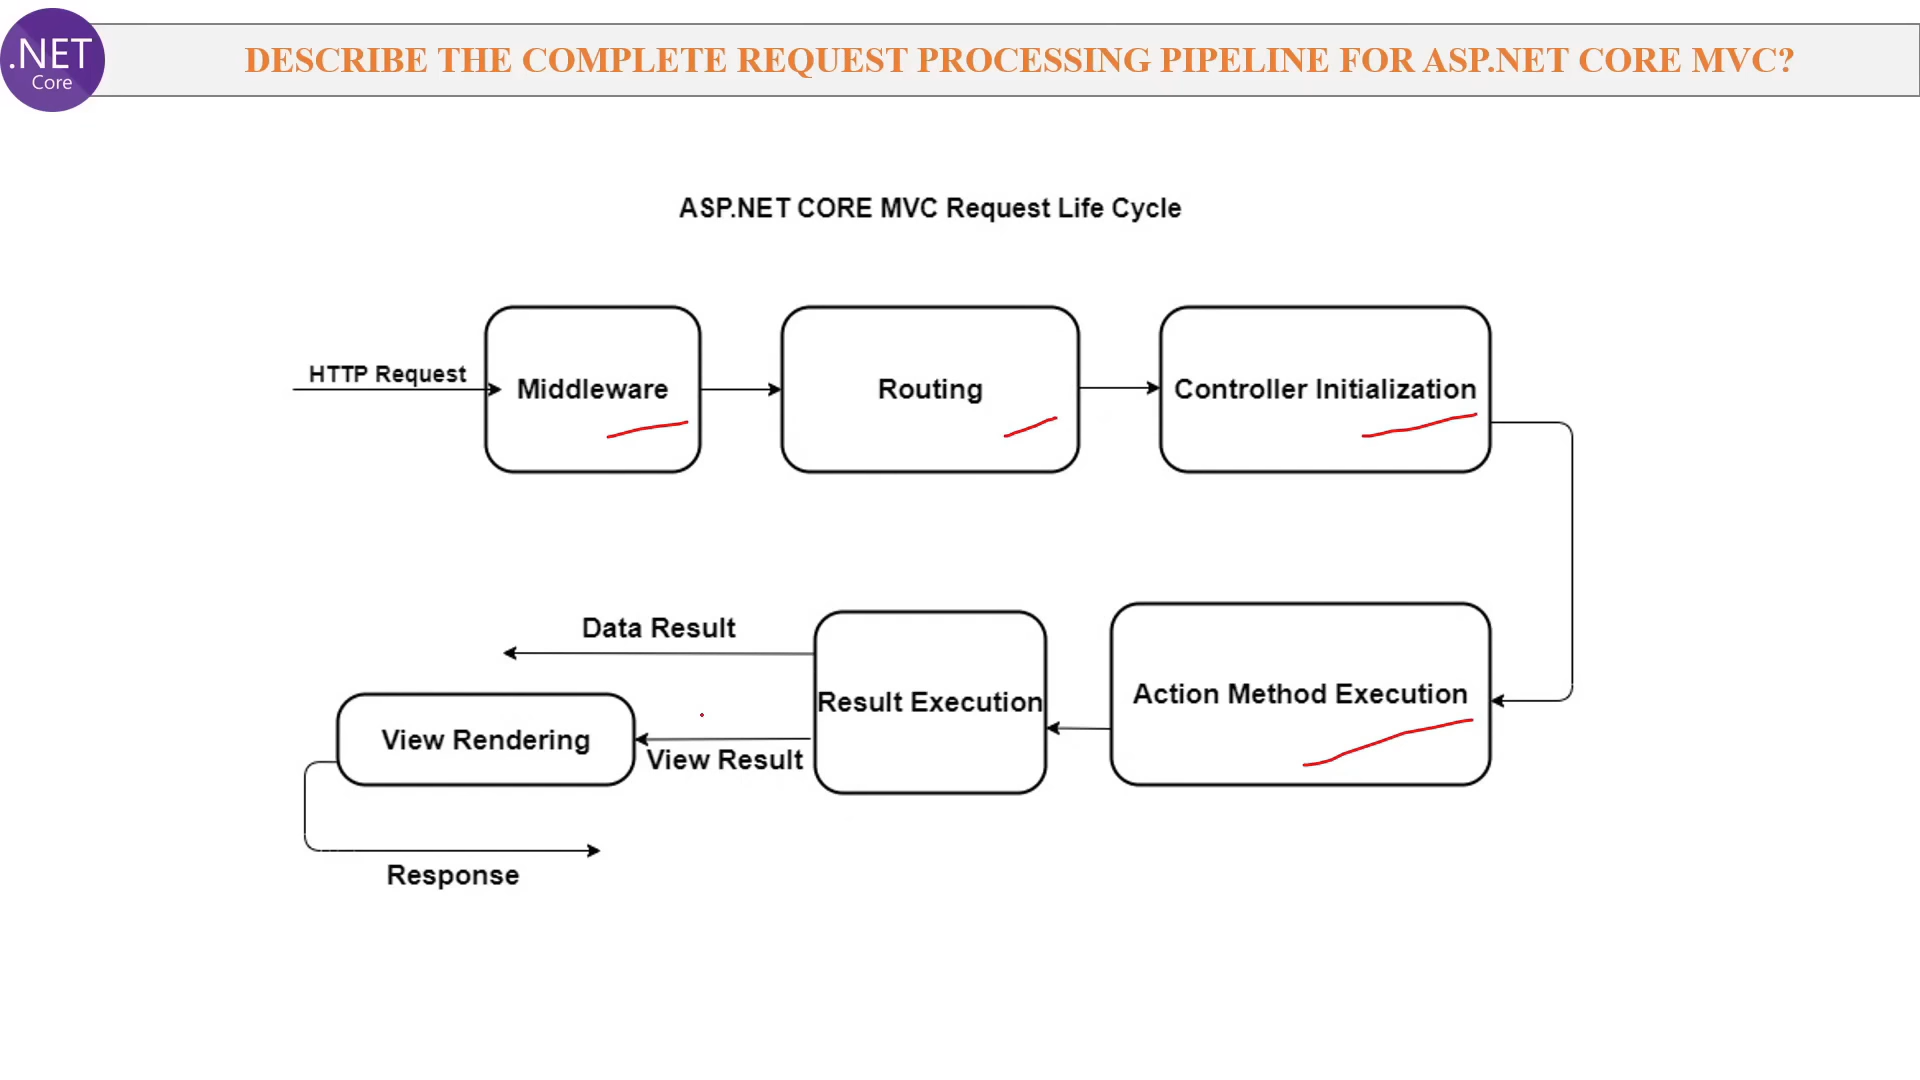 .NET
Core
DESCRIBE THE COMPLETE REQUEST PROCESSING PIPELINE FOR ASP.NET CORE MVC?
ASP.NET CORE MVC Request Life Cycle
HTTP Request
Middleware
Routing
Controller Initialization
Data Result
Result Execution
Action Method Execution
View Rendering
View Result
Response